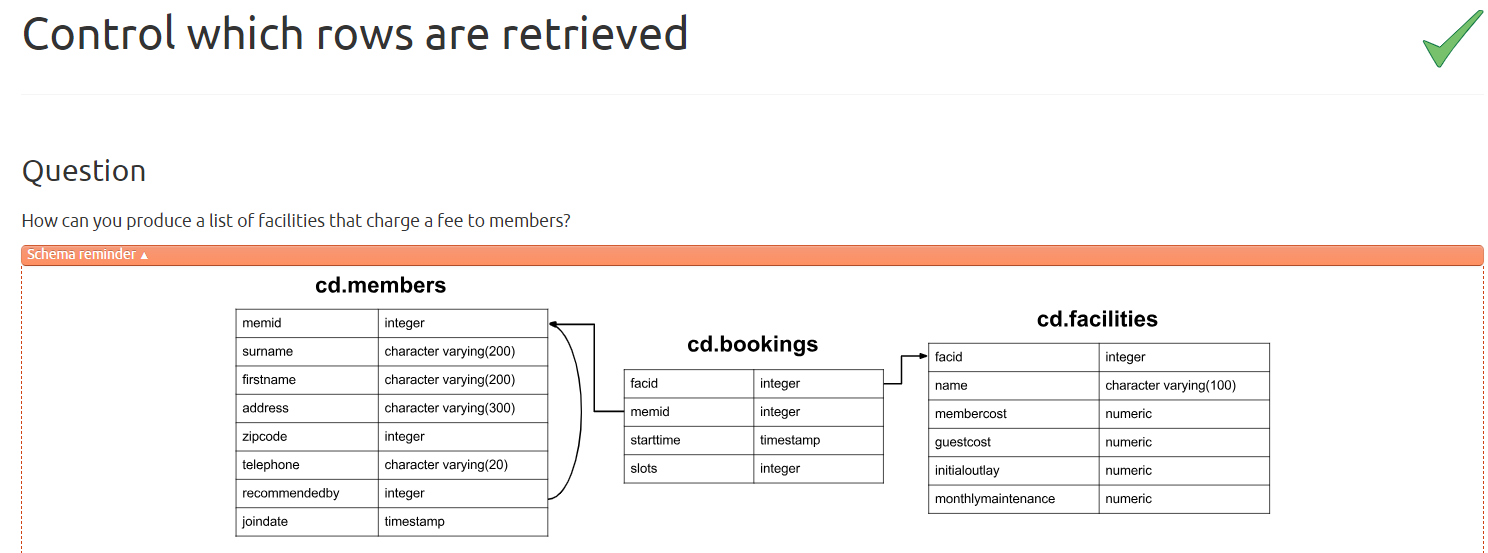 Control which rows are retrieved
Question
How can you produce a list of facilities that charge a fee to members?
Schema reminder ▲
cd.members
memid integer
surname character varying(200)
firstname character varying(200)
address character varying(300)
zipcode integer
telephone character varying(20)
recommendedby integer
joindate timestamp
cd.bookings
facid integer
memid integer
starttime timestamp
slots integer
cd.facilities
facid integer
name character varying(100)
membercost numeric
guestcost numeric
initialoutlay numeric
monthlymaintenance numeric